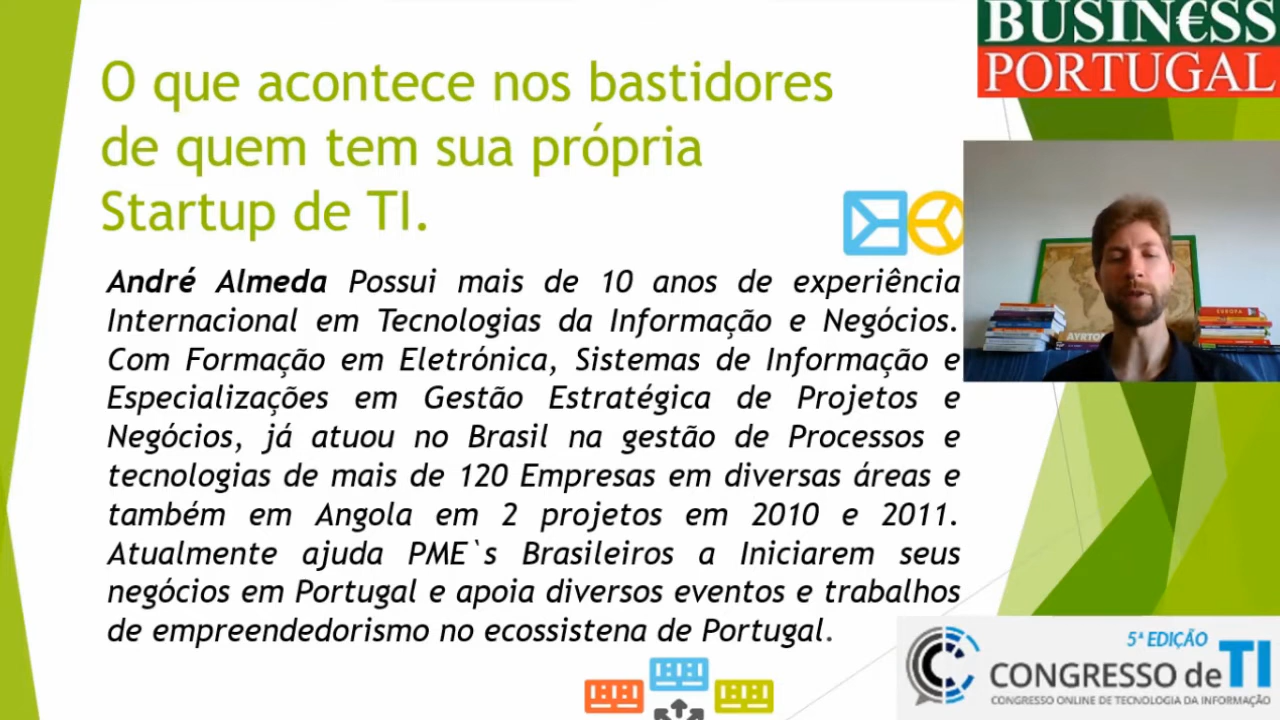 BUSIN€SS
PORTUGAL
O que acontece nos bastidores
de quem tem sua própria
Startup de TI.
André Almeda Possui mais de 10 anos de experiência
Internacional em Tecnologias da Informação e Negócios.
Com Formação em Eletrónica, Sistemas de Informação e
Especializações em Gestão Estratégica de Projetos e
Negócios, já atuou no Brasil na gestão de Processos e
tecnologias de mais de 120 Empresas em diversas áreas e
também em Angola em 2 projetos em 2010 e 2011.
Atualmente ajuda PME`s Brasileiros a Iniciarem seus
negócios em Portugal e apoia diversos eventos e trabalhos
de empreendedorismo no ecossistena de Portugal.
EUROPA
AYRTO
5ª EDIÇÃO
CONGRESSO de TI
CONGRESSO ONLINE DE TECNOLOGIA DA INFORMAÇÃO